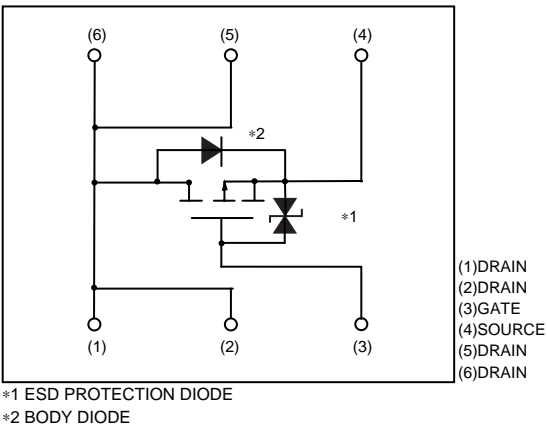 (6) (5) (4)
∗2
∗1
(1) (2) (3)
(1)DRAIN
(2)DRAIN
(3)GATE
(4)SOURCE
(5)DRAIN
(6)DRAIN
∗1 ESD PROTECTION DIODE
∗2 BODY DIODE